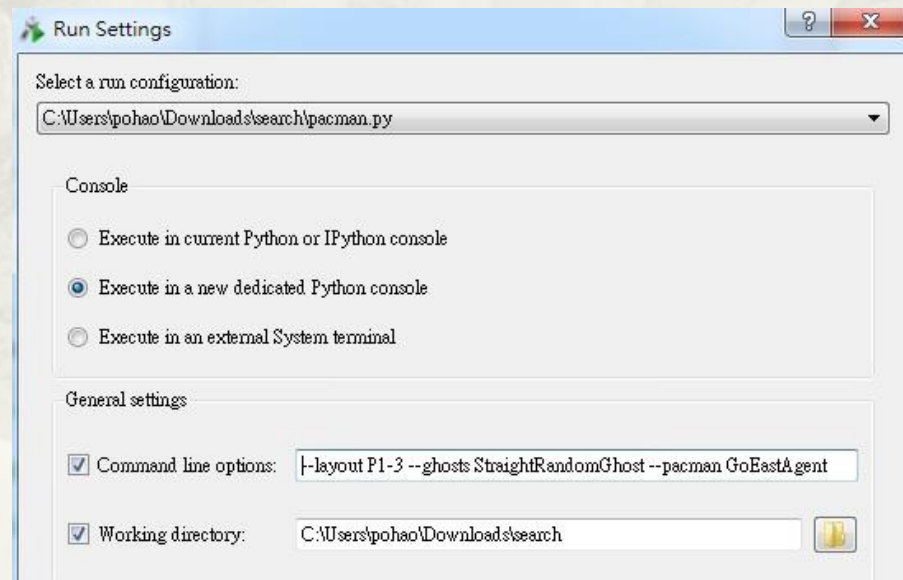 Run Settings
Select a run configuration:
C:\Users\pohao\Downloads\search\pacman.py
Console
Execute in current Python or IPython console
Execute in a new dedicated Python console
Execute in an external System terminal
General settings
Command line options: --layout P1-3 --ghosts StraightRandomGhost --pacman GoEastAgent
Working directory: C:\Users\pohao\Downloads\search